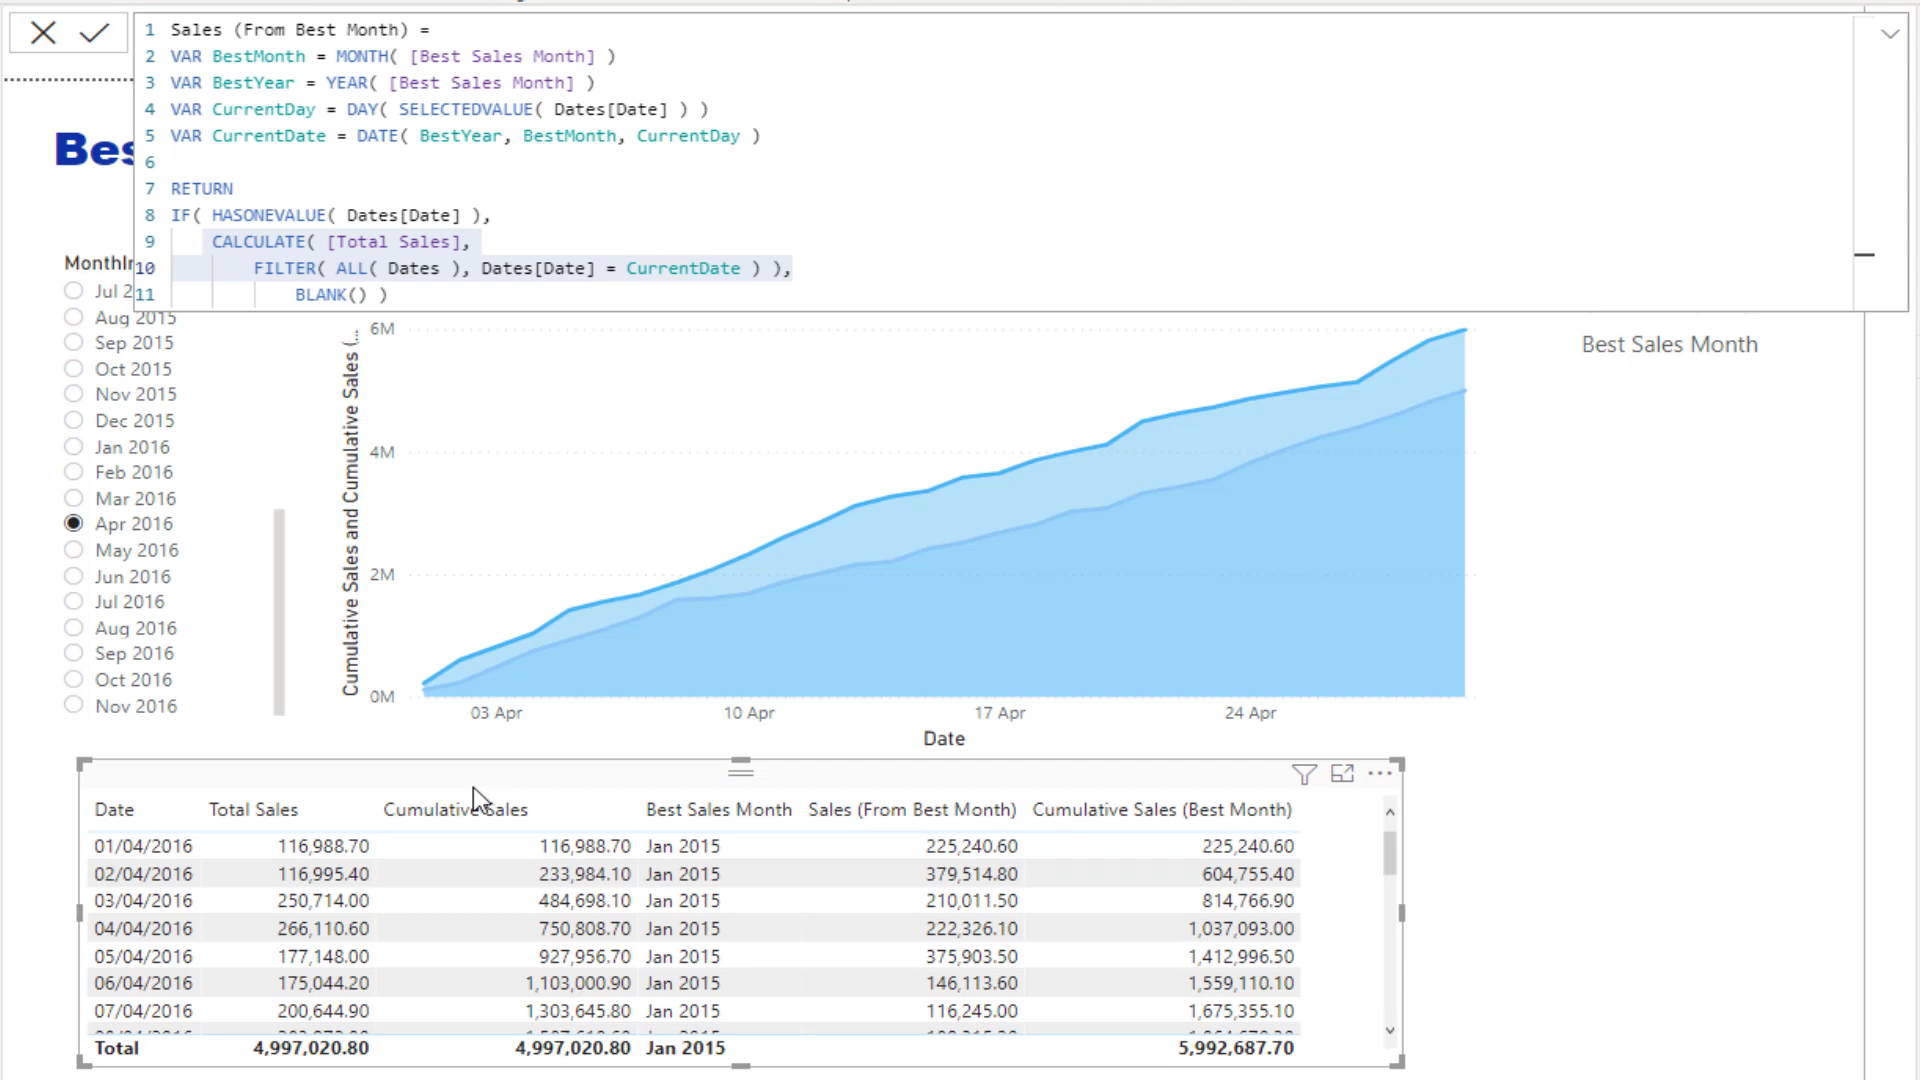 1 Sales (From Best Month) =
2 VAR BestMonth = MONTH( [Best Sales Month] )
3 VAR BestYear = YEAR( [Best Sales Month] )
4 VAR CurrentDay = DAY( SELECTEDVALUE( Dates[Date] ) )
5 VAR CurrentDate = DATE( BestYear, BestMonth, CurrentDay )
6
7 RETURN
8 IF( HASONEVALUE( Dates[Date] ),
9 CALCULATE( [Total Sales],
10 FILTER( ALL( Dates ), Dates[Date] = CurrentDate ) ),
11 BLANK() )
Bes
MonthIn
Jul 2
Aug 2015
Sep 2015
Oct 2015
Nov 2015
Dec 2015
Jan 2016
Feb 2016
Mar 2016
Apr 2016
May 2016
Jun 2016
Jul 2016
Aug 2016
Sep 2016
Oct 2016
Nov 2016
Cumulative Sales and Cumulative Sales (...
6M
4M
2M
0M
03 Apr 10 Apr 17 Apr 24 Apr
Date
Best Sales Month
Date Total Sales Cumulative Sales Best Sales Month Sales (From Best Month) Cumulative Sales (Best Month)
01/04/2016 116,988.70 116,988.70 Jan 2015 225,240.60 225,240.60
02/04/2016 116,995.40 233,984.10 Jan 2015 379,514.80 604,755.40
03/04/2016 250,714.00 484,698.10 Jan 2015 210,011.50 814,766.90
04/04/2016 266,110.60 750,808.70 Jan 2015 222,326.10 1,037,093.00
05/04/2016 177,148.00 927,956.70 Jan 2015 375,903.50 1,412,996.50
06/04/2016 175,044.20 1,103,000.90 Jan 2015 146,113.60 1,559,110.10
07/04/2016 200,644.90 1,303,645.80 Jan 2015 116,245.00 1,675,355.10
Total 4,997,020.80 4,997,020.80 Jan 2015 5,992,687.70